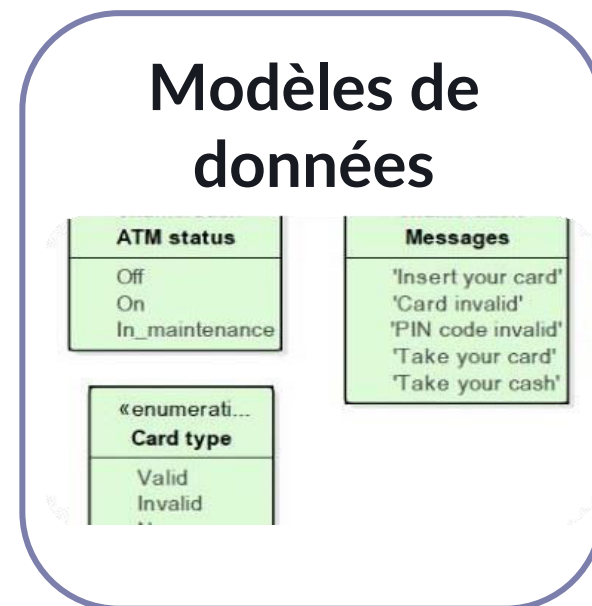 Modèles de
données
ATM status
Off
On
In_maintenance
Messages
'Insert your card'
'Card invalid'
'PIN code invalid'
'Take your card'
'Take your cash'
«enumerati...
Card type
Valid
Invalid